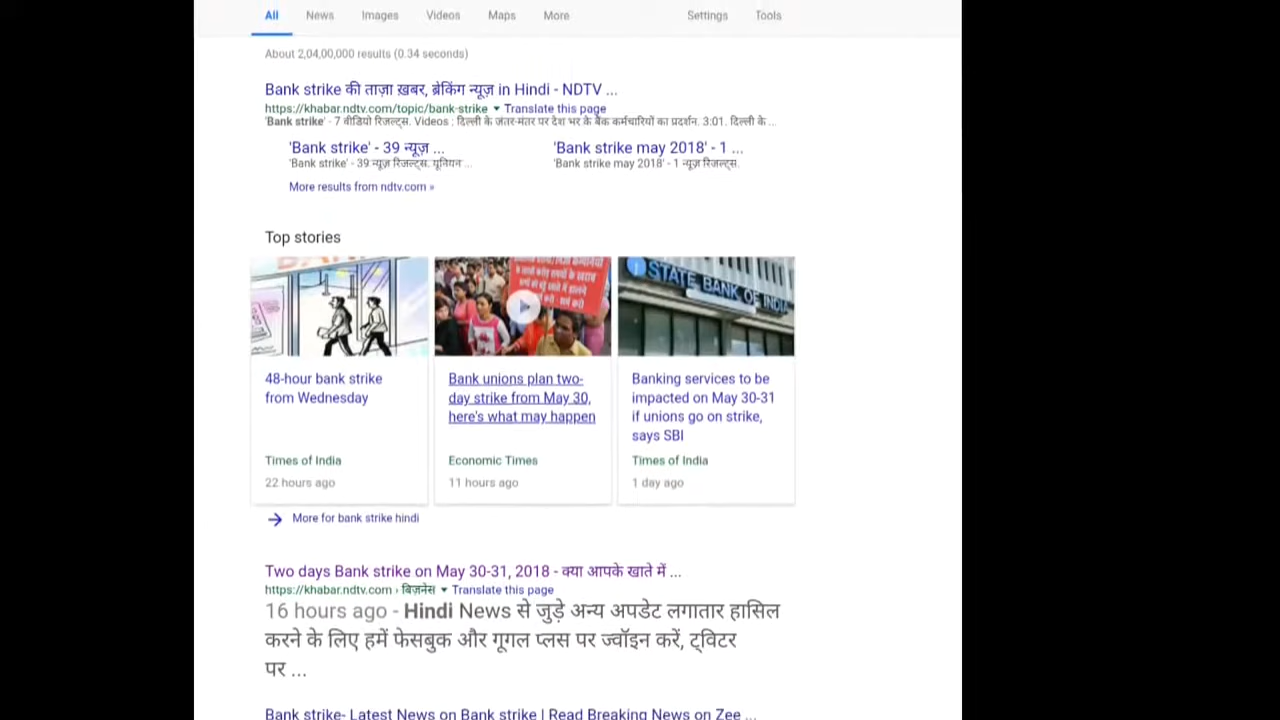 All News Images Videos Maps More Settings Tools
About 2,04,00,000 results (0.34 seconds)
Bank strike की ताज़ा ख़बर, ब्रेकिंग न्यूज़ in Hindi - NDTV ...
https://khabar.ndtv.com/topic/bank-strike ▾ Translate this page
'Bank strike' - 7 वीडियो रिजल्ट्स. Videos ; दिल्ली के जंतर-मंतर पर देश भर के बैंक कर्मचारियों का प्रदर्शन. 3:01. दिल्ली के ...
'Bank strike' - 39 न्यूज़ ...
'Bank strike' - 39 न्यूज़ रिजल्ट्स. यूनियन ...
'Bank strike may 2018' - 1 ...
'Bank strike may 2018' - 1 न्यूज़ रिजल्ट्स.
More results from ndtv.com »
Top stories
STATE BANK OF INDIA
48-hour bank strike
from Wednesday
Times of India
22 hours ago
Bank unions plan two-
day strike from May 30,
here's what may happen
Economic Times
11 hours ago
Banking services to be
impacted on May 30-31
if unions go on strike,
says SBI
Times of India
1 day ago
More for bank strike hindi
Two days Bank strike on May 30-31, 2018 - क्या आपके खाते में ...
https://khabar.ndtv.com › बिज़नेस ▾ Translate this page
16 hours ago - Hindi News से जुड़े अन्य अपडेट लगातार हासिल
करने के लिए हमें फेसबुक और गूगल प्लस पर ज्वॉइन करें, ट्विटर
पर ...
Bank strike- Latest News on Bank strike | Read Breaking News on Zee ...